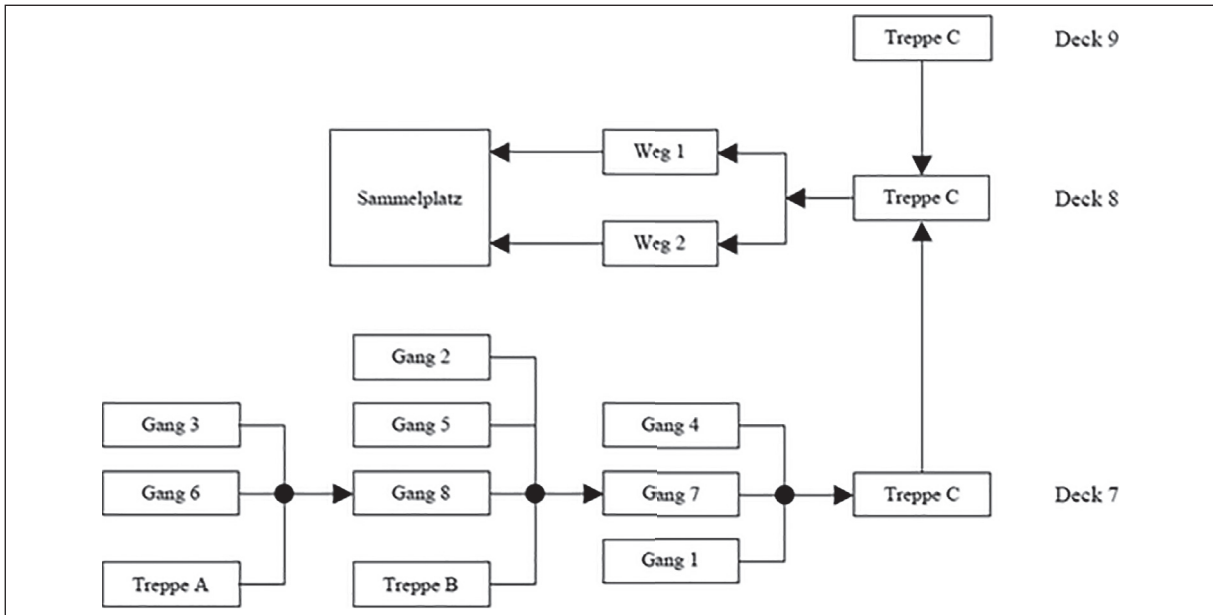 Treppe C
Deck 9
Weg 1
Sammelplatz
Treppe C
Deck 8
Weg 2
Gang 2
Gang 3
Gang 5
Gang 4
Gang 6
Gang 8
Gang 7
Treppe C
Deck 7
Gang 1
Treppe A
Treppe B